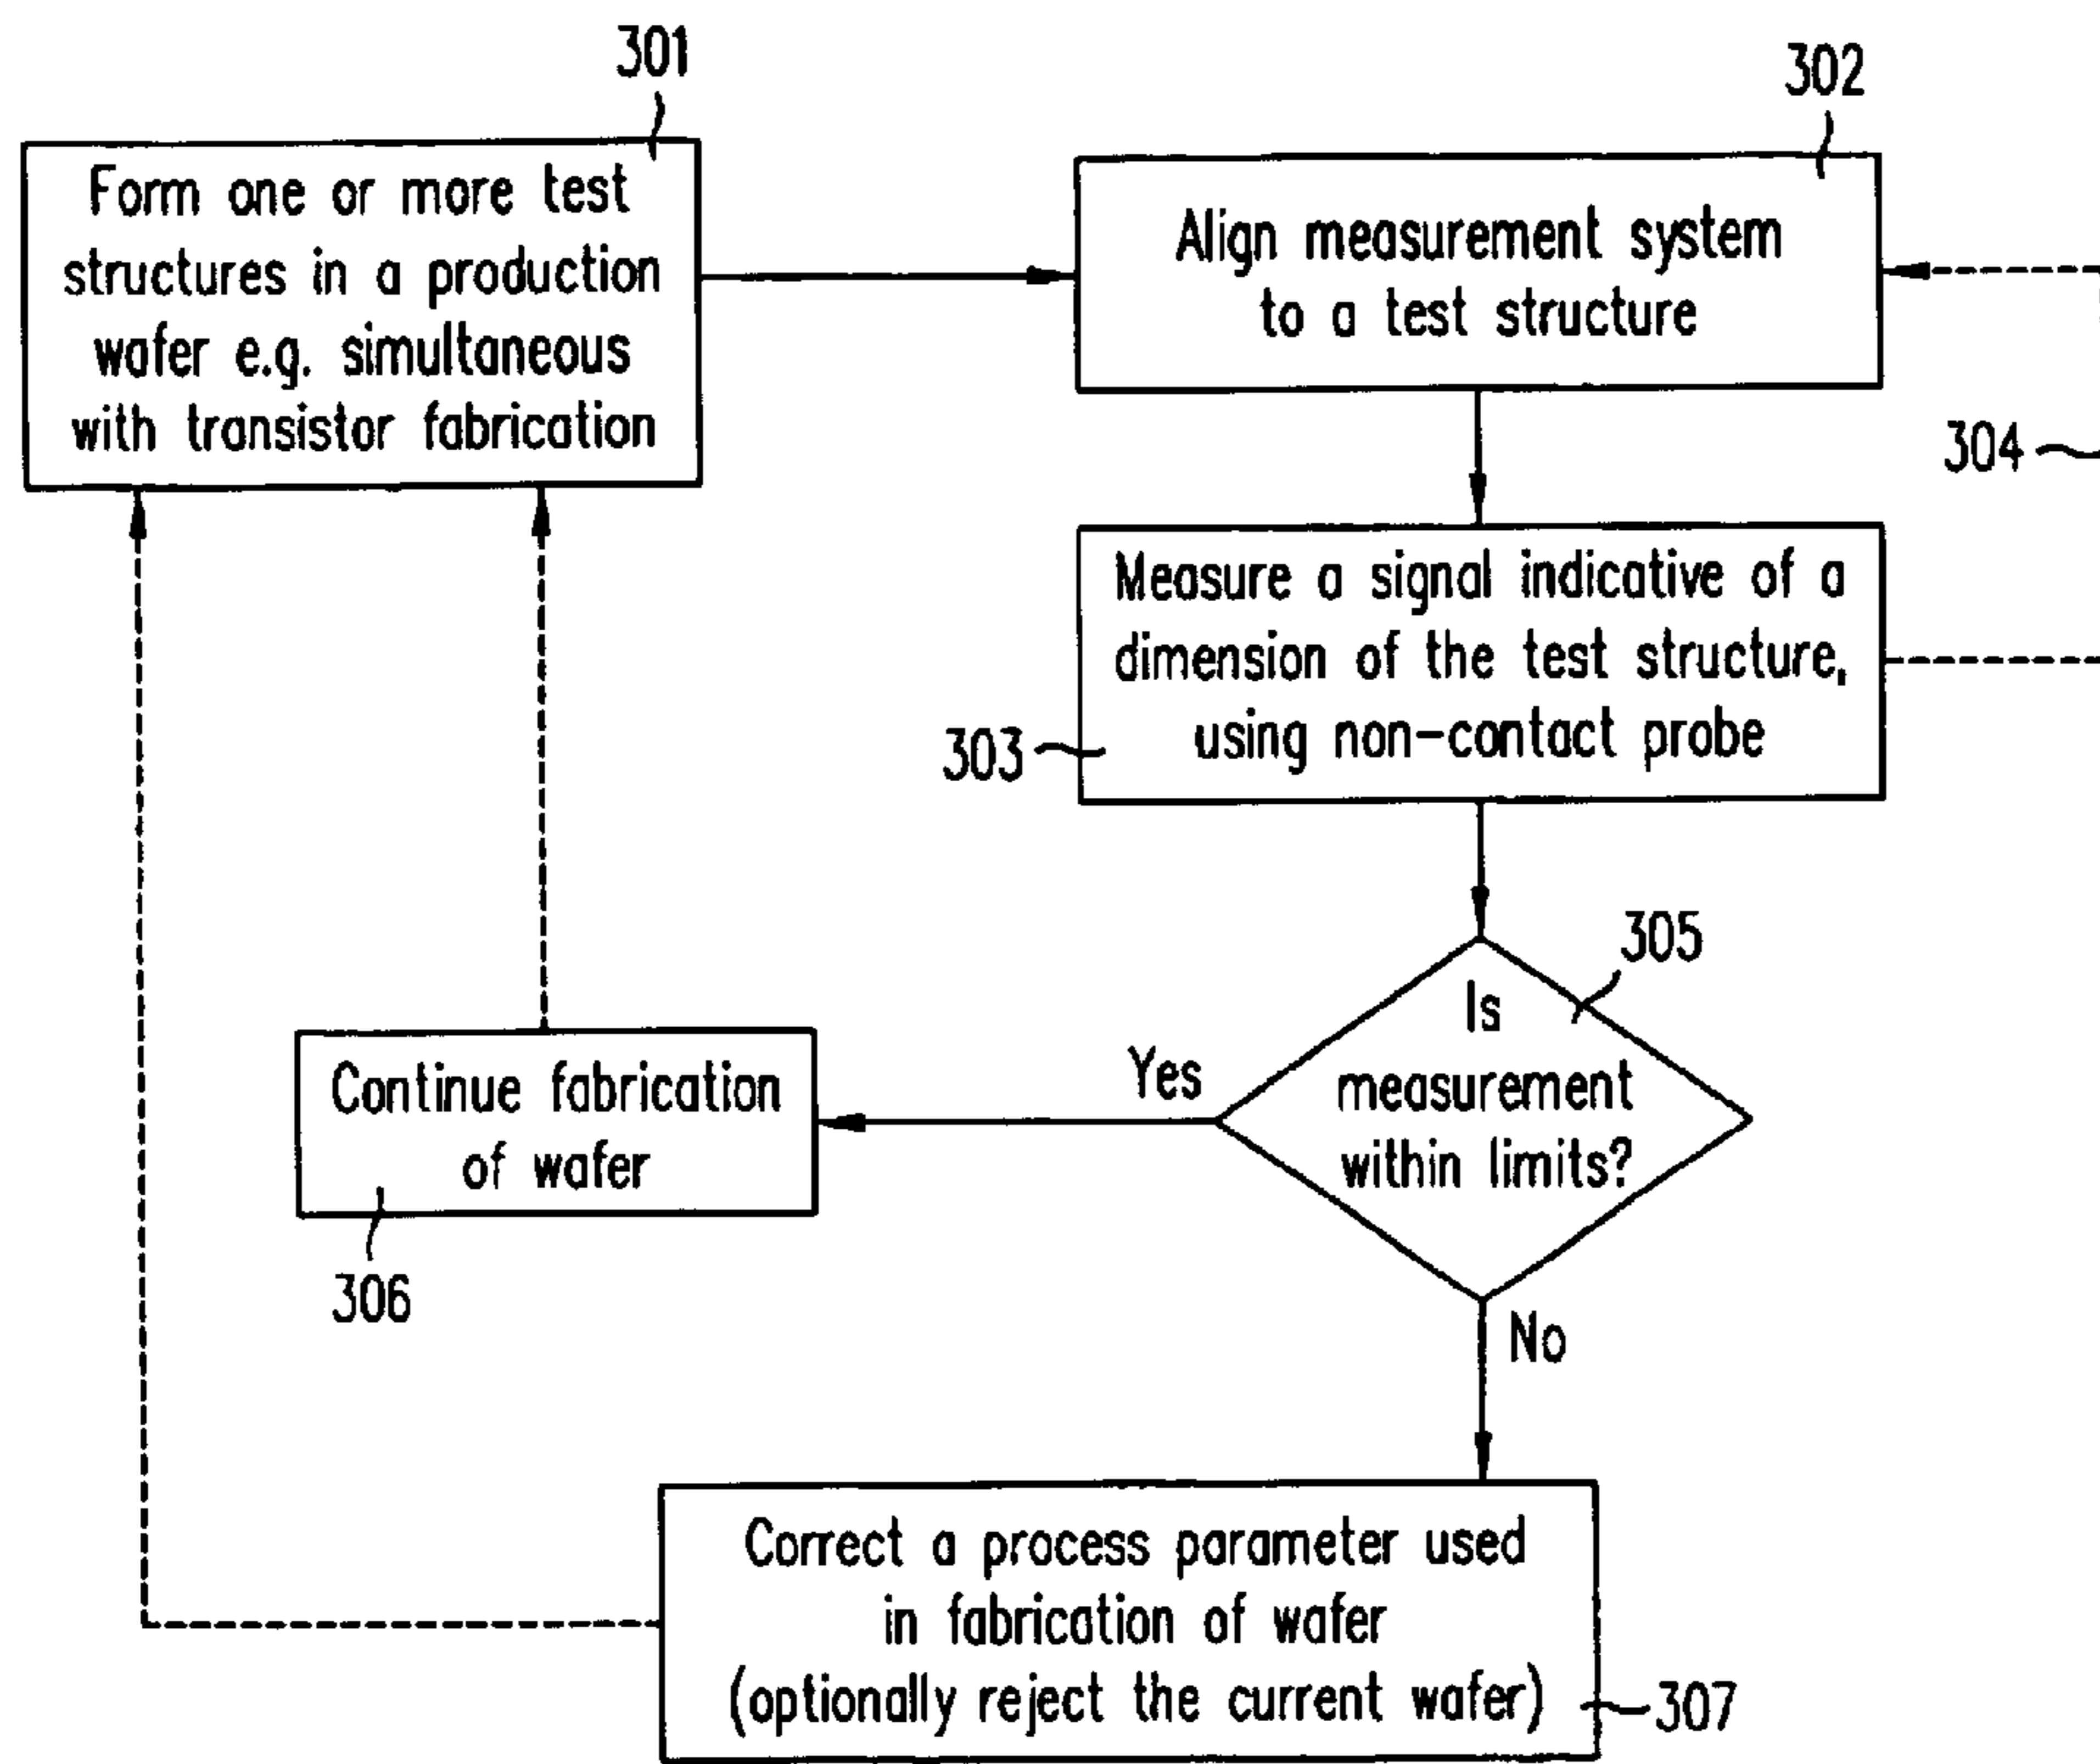 301
Form one or more test
structures in a production
wafer e.g. simultaneous
with transistor fabrication
302
Align measurement system
to a test structure
304
Measure a signal indicative of a
dimension of the test structure,
using non-contact probe
303
305
Is
measurement
within limits?
Yes
Continue fabrication
of wafer
306
No
Correct a process parameter used
in fabrication of wafer
(optionally reject the current wafer)
307